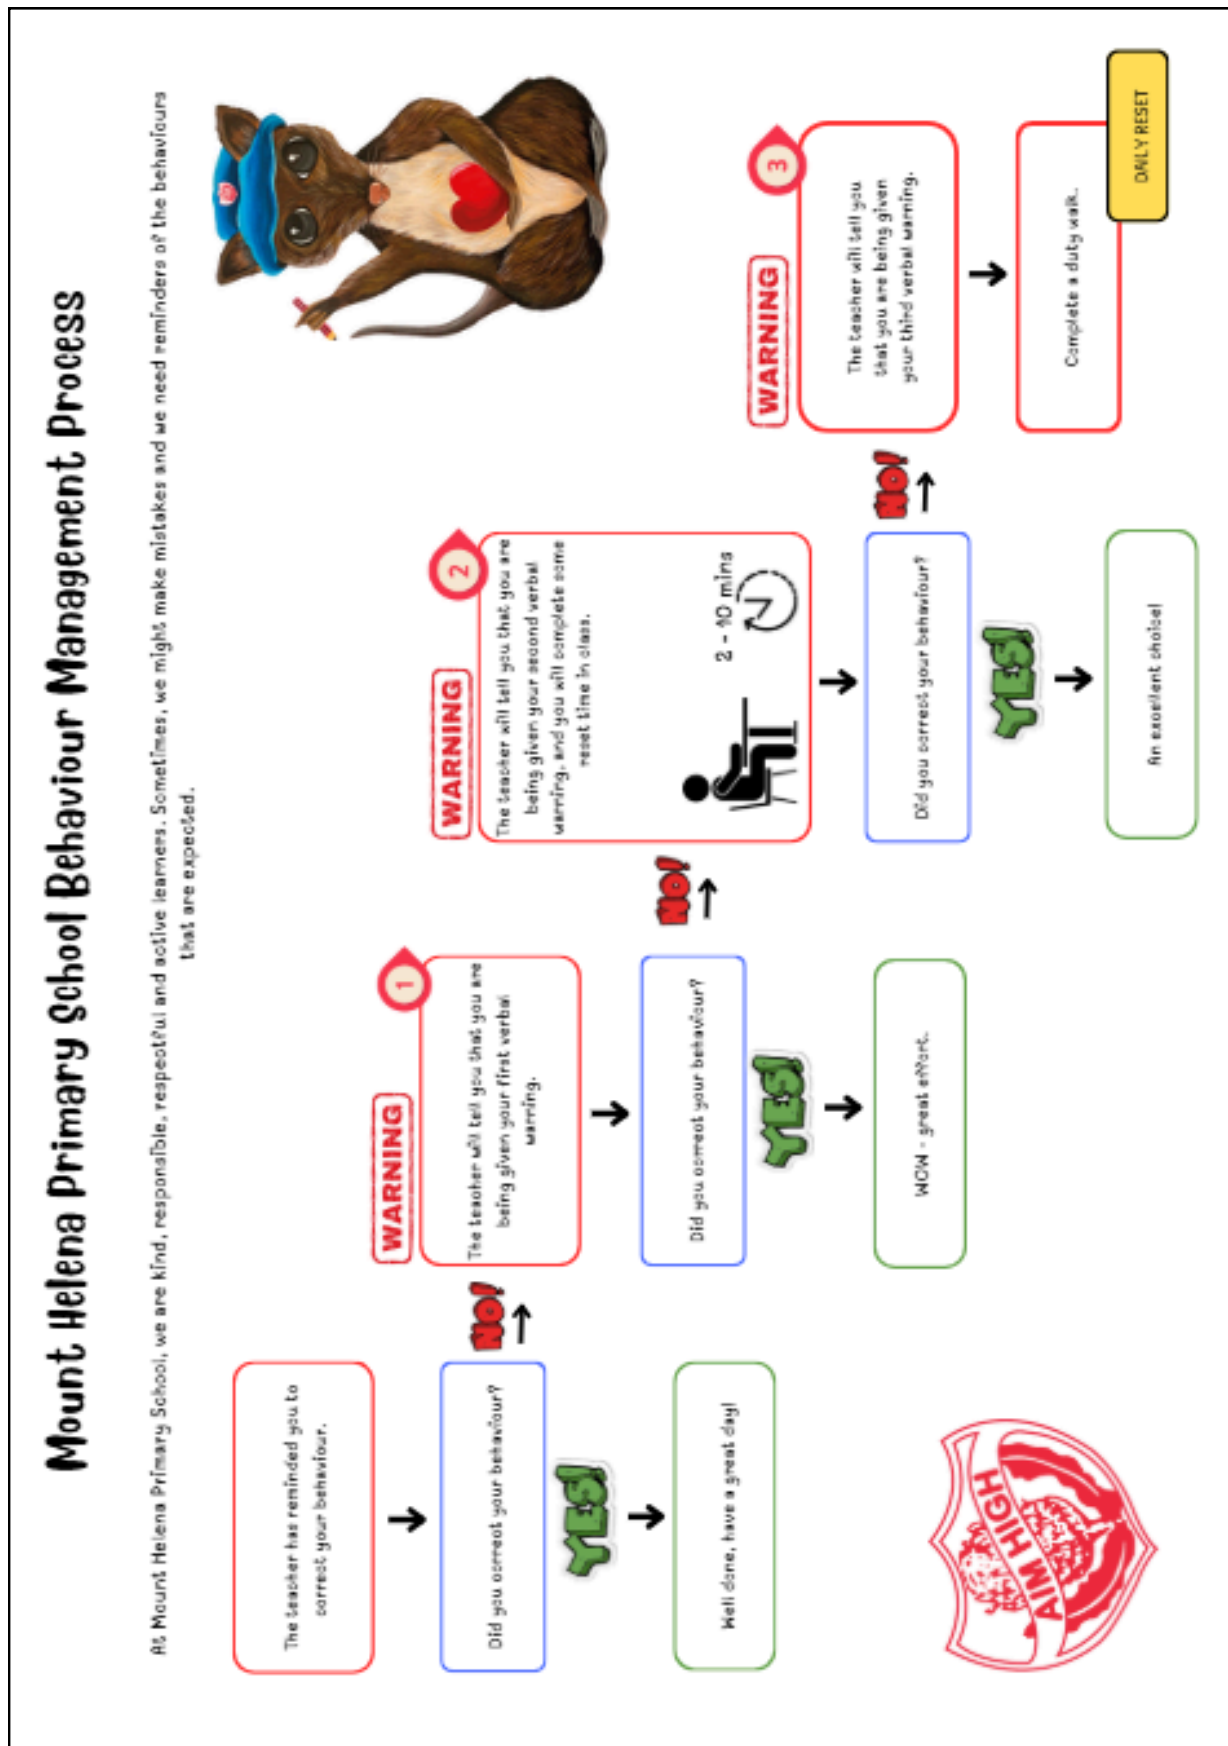 Mount Helena Primary School Behaviour Management Process
At Mount Helena Primary School, we are kind, responsible, respectful and active learners. Sometimes, we might make mistakes and we need reminders of the behaviours
that are expected.
The teacher has reminded you to
correct your behaviour.
Did you correct your behaviour?
YES!
Well done, have a great day!
NO!
WARNING
1
The teacher will tell you that you are
being given your first verbal
warning.
Did you correct your behaviour?
YES!
WOW - great effort.
NO!
WARNING
2
The teacher will tell you that you are
being given your second verbal
warning, and you will complete some
reset time in class.
2 - 10 mins
Did you correct your behaviour?
YES!
An excellent choice!
NO!
WARNING
3
The teacher will tell you
that you are being given
your third verbal warning.
Complete a duty walk.
DAILY RESET
AIM HIGH